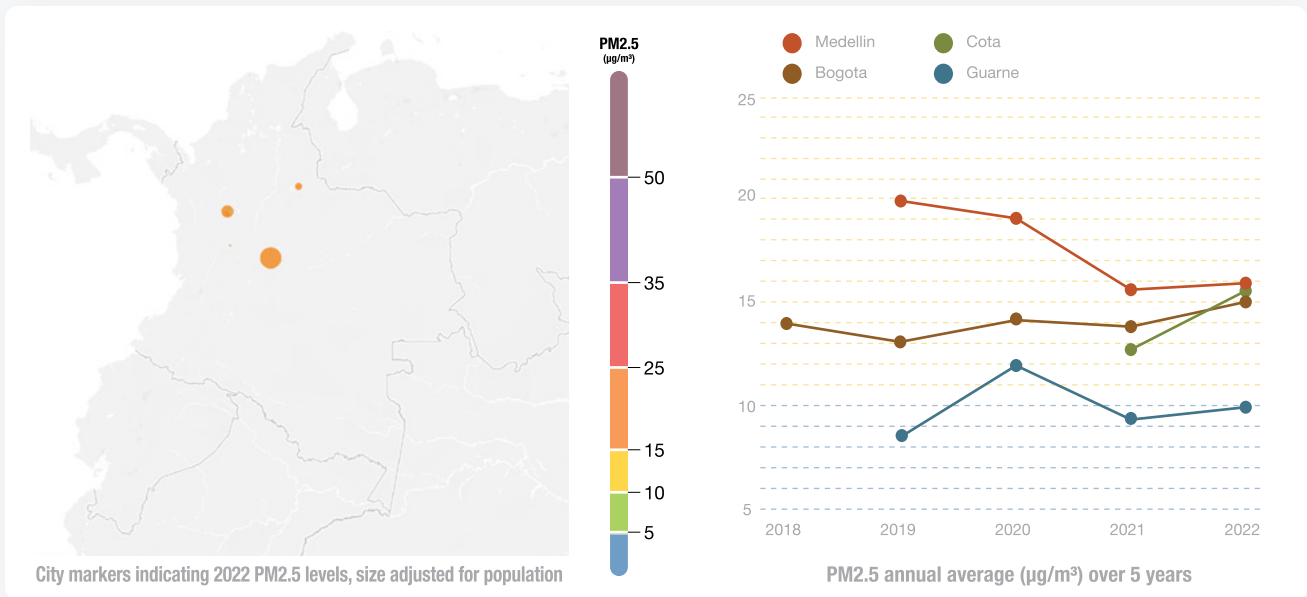 PM2.5
(µg/m³)
50
35
25
15
10
5
City markers indicating 2022 PM2.5 levels, size adjusted for population
Medellin
Cota
Bogota
Guarne
25
20
15
10
5
2018 2019 2020 2021 2022
PM2.5 annual average (µg/m³) over 5 years